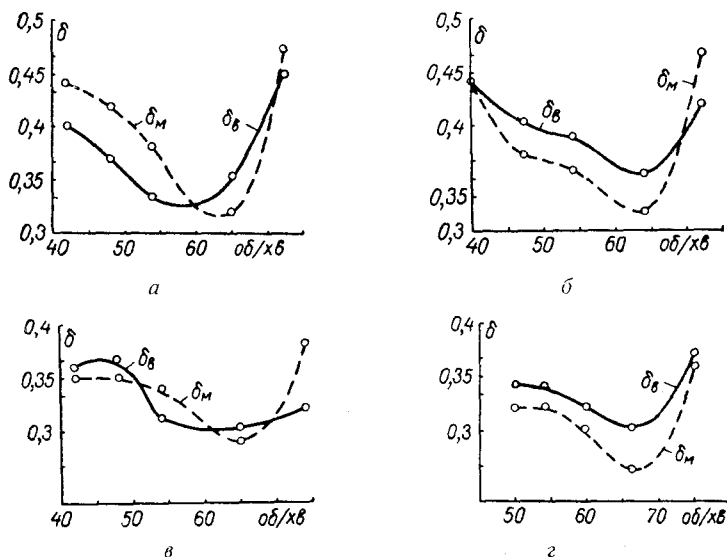 0,5 δ
0,45
δм
0,4
δв
0,35
0,3
40 50 60 об/хв
а
0,5
δ
0,45
δм
δв
0,4
0,35
0,3
40 50 60 об/хв
б
0,4 δ
δв
0,35
δм
0,3
40 50 60 об/хв
в
0,4 δ
0,35
δв
0,3
δм
50 60 70 об/хв
г